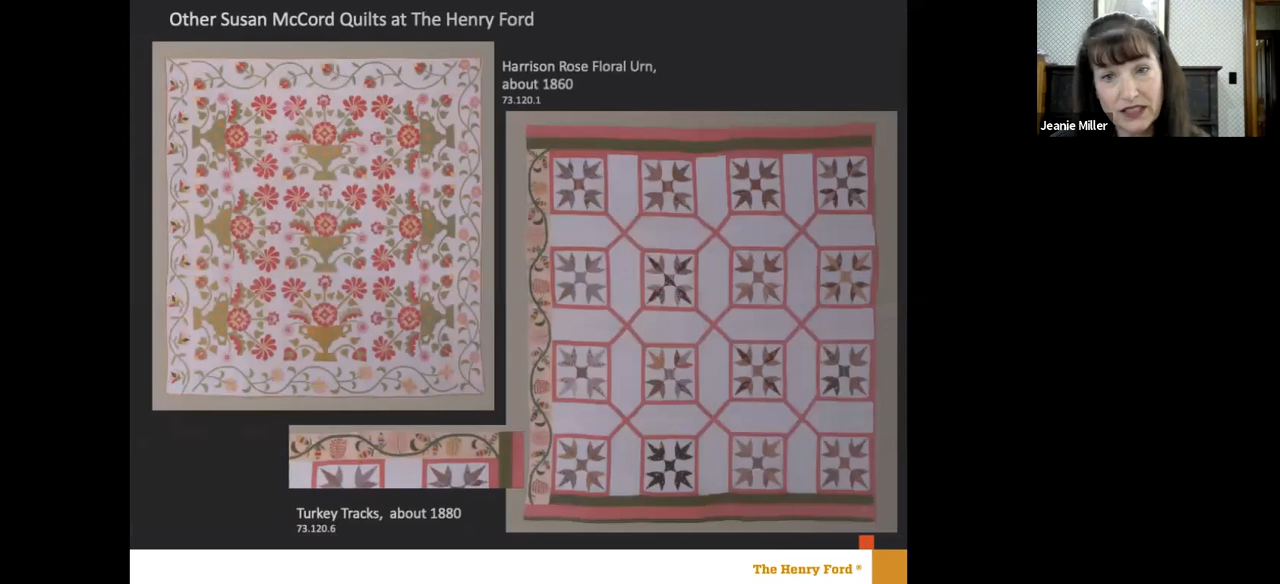 Other Susan McCord Quilts at The Henry Ford
Harrison Rose Floral Urn,
about 1860
73.120.1
Jeanie Miller
Turkey Tracks, about 1880
73.120.6
The Henry Ford